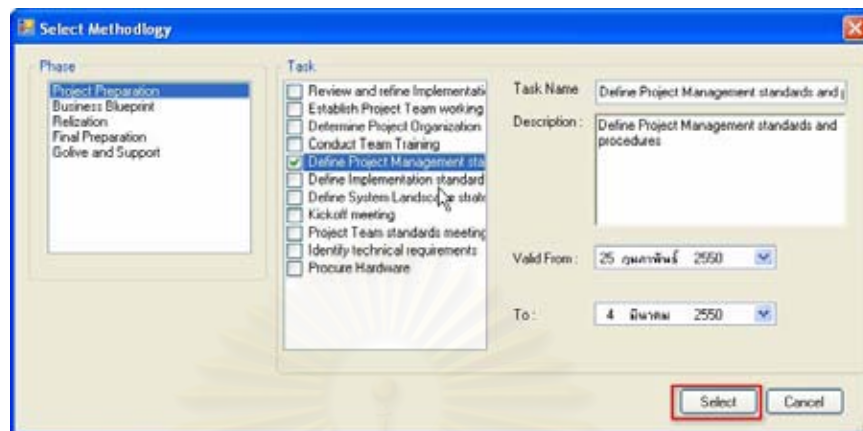 Select Methodlogy
Phase
Project Preparation
Business Blueprint
Relization
Final Preparation
Golive and Support
Task
Review and refine Implementati
Establish Project Team working
Determine Project Organization
Conduct Team Training
Define Project Management sta
Define Implementation standard
Define System Landscape strate
Kickoff meeting
Project Team standards meeting
Identify technical requirements
Procure Hardware
Task Name
Define Project Management standards and p
Description :
Define Project Management standards and
procedures
Valid From :
25 กุมภาพันธ์ 2550
To :
4 มีนาคม 2550
Select
Cancel